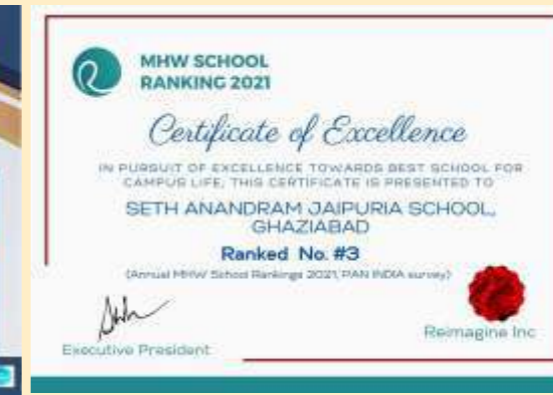 MHW SCHOOL
RANKING 2021
Certificate of Excellence
IN PURSUIT OF EXCELLENCE TOWARDS BEST SCHOOL FOR
CAMPUS LIFE, THIS CERTIFICATE IS PRESENTED TO
SETH ANANDRAM JAIPURIA SCHOOL,
GHAZIABAD
Ranked No. #3
(Annual MHW School Rankings 2021, PAN INDIA survey)
Executive President
Reimagine Inc